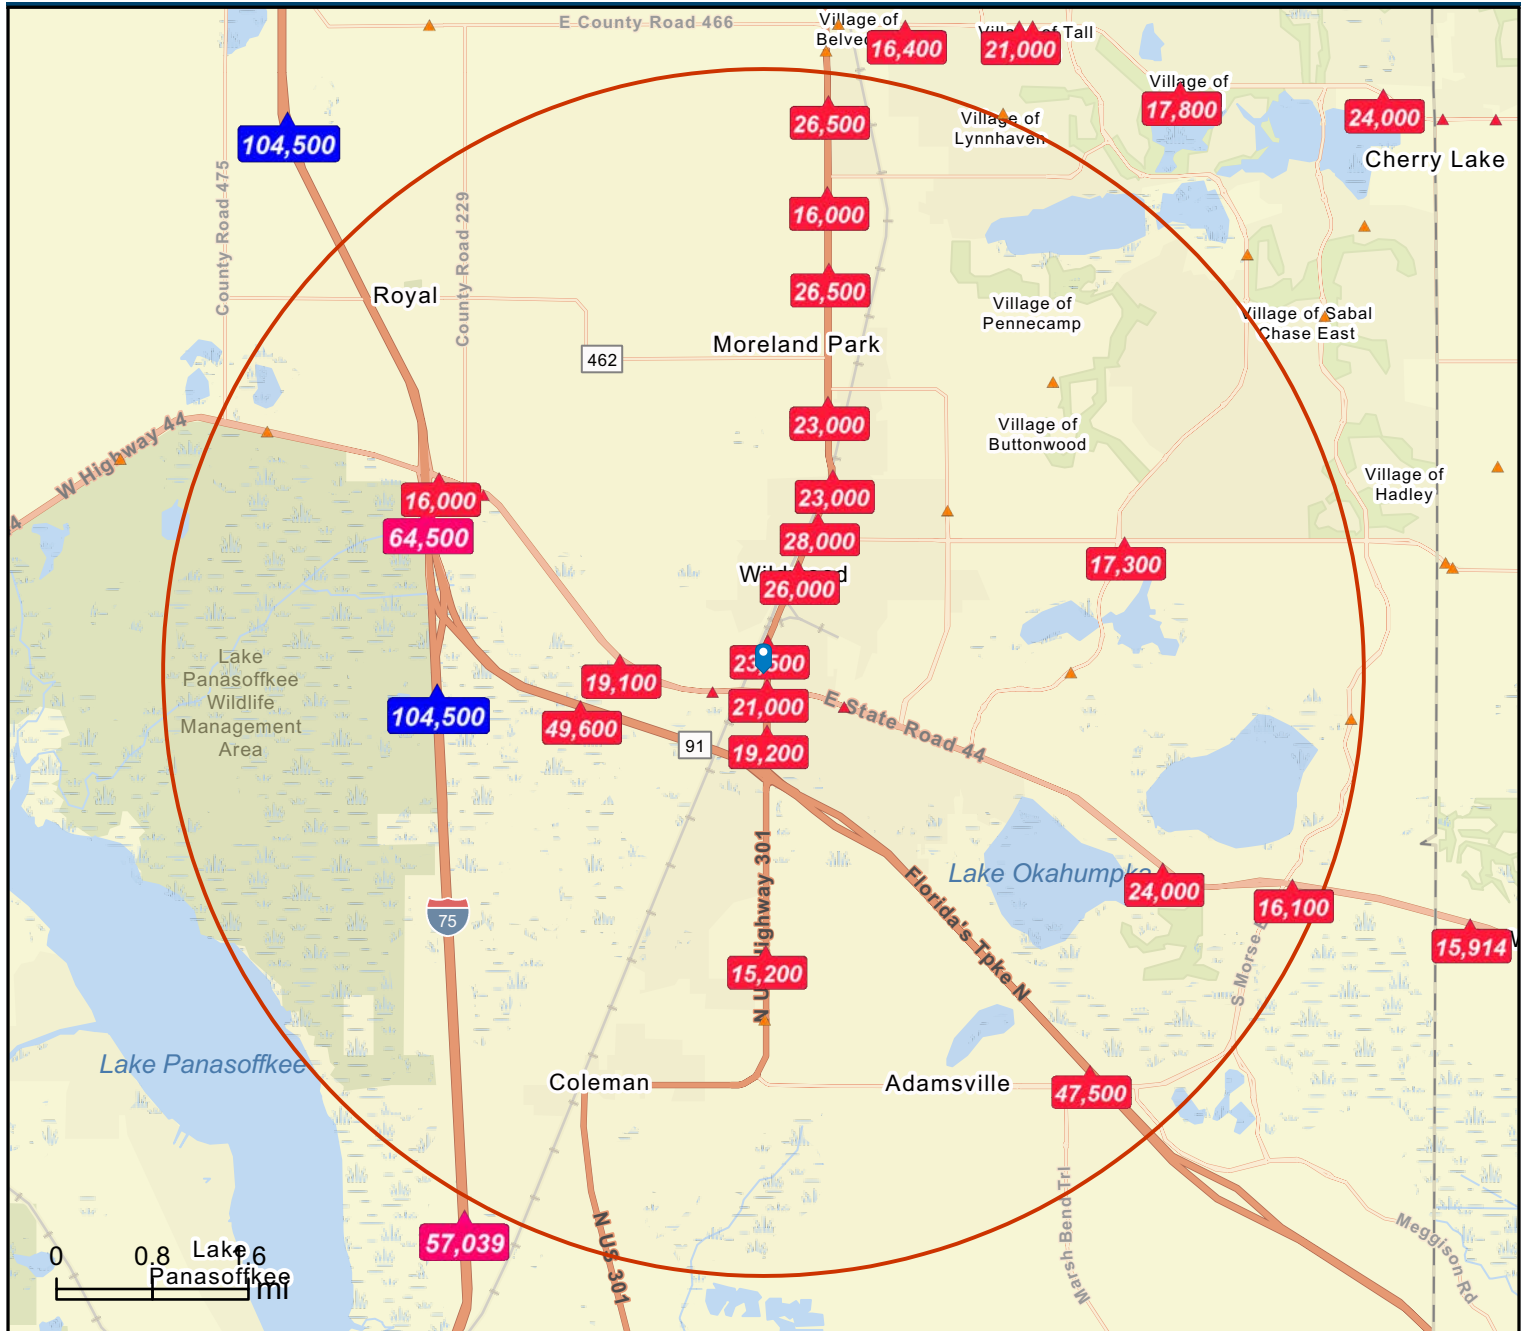 E County Road 466
Village of
16,400
Tall
21,000
Village of
17,800
24,000
Cherry Lake
26,500
Village of
Lynnhaven
104,500
County Road 475
County Road 229
16,000
Royal
26,500
Village of
Pennecamp
Village of Sabal
Chase East
Moreland Park
462
W Highway 44
4
23,000
Village of
Buttonwood
Village of
Hadley
16,000
23,000
64,500
28,000
17,300
26,000
Lake
Panasoffkee
Wildlife
Management
Area
23,500
19,100
21,000
E State Road 44
104,500
49,600
91
19,200
N US Highway 301
Florida's Tpke N
Lake Okahumpka
24,000
16,100
75
S Morse
15,914
15,200
Lake Panasoffkee
Coleman
Adamsville
47,500
Marsh Bend Trl
Meggison Rd
N US 301
57,039
0
0.8
1.6
mi
Lake
Panasoffkee